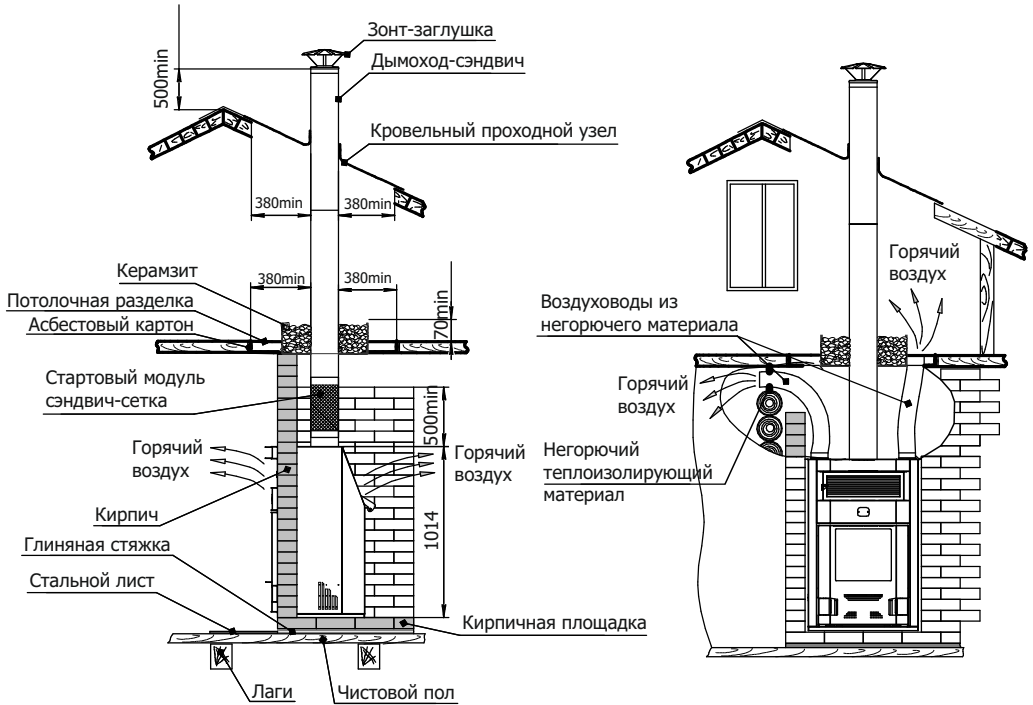 Зонт-заглушка
Дымоход-сэндвич
500min
Кровельный проходной узел
380min
380min
Керамзит
380min
380min
Потолочная разделка
70min
Асбестовый картон
Стартовый модуль
сэндвич-сетка
500min
Горячий
воздух
Горячий
воздух
Кирпич
1014
Глиняная стяжка
Стальной лист
Кирпичная площадка
Лаги
Чистовой пол
Горячий
воздух
Воздуховоды из
негорючего материала
Горячий
воздух
Негорючий
теплоизолирующий
материал